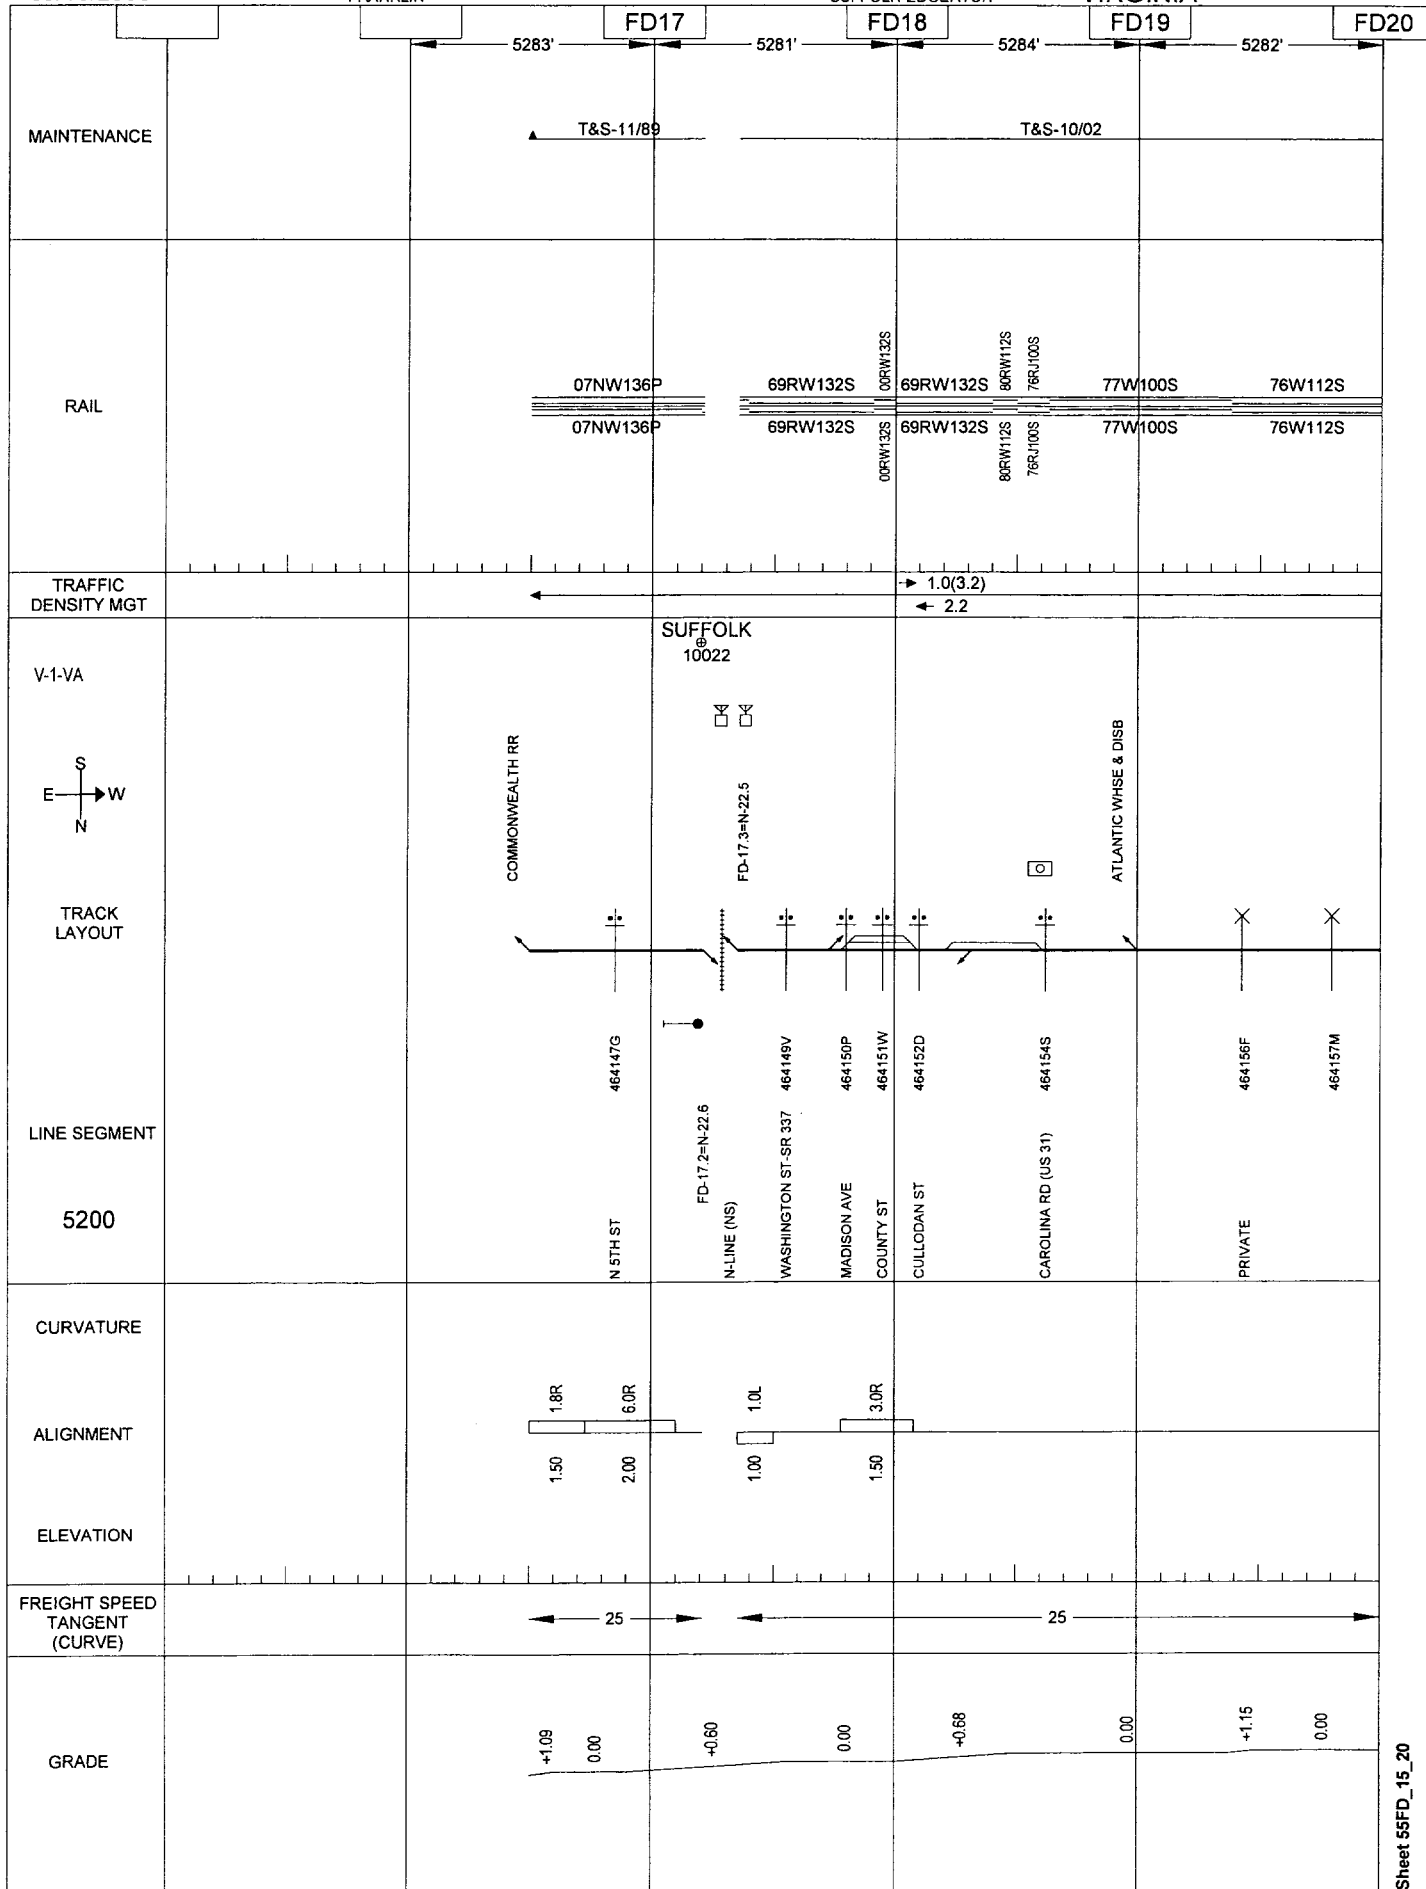 VIRGINIA
FD17
FD18
FD19
FD20
5283'
5281'
5284'
5282'
MAINTENANCE
T&S-11/89
T&S-10/02
RAIL
07NW136P
69RW132S
00RW132S
69RW132S
80RW112S
76RJ100S
77W100S
76W112S
07NW136P
69RW132S
00RW132S
69RW132S
80RW112S
76RJ100S
77W100S
76W112S
TRAFFIC
DENSITY MGT
1.0(3.2)
2.2
SUFFOLK
10022
V-1-VA
S
E W
N
COMMONWEALTH RR
FD-17.3=N-22.5
ATLANTIC WHSE & DISB
TRACK
LAYOUT
464147G
464149V
464150P
464151W
464152D
464154S
464156F
464157M
LINE SEGMENT
5200
N 5TH ST
FD-17.2=N-22.6
N-LINE (NS)
WASHINGTON ST-SR 337
MADISON AVE
COUNTY ST
CULLODAN ST
CAROLINA RD (US 31)
PRIVATE
CURVATURE
1.8R
6.0R
1.0L
3.0R
ALIGNMENT
1.50
2.00
1.00
1.50
ELEVATION
FREIGHT SPEED
TANGENT
(CURVE)
25
25
GRADE
+1.09
0.00
+0.60
0.00
+0.68
0.00
+1.15
0.00
Sheet 55FD_15_20